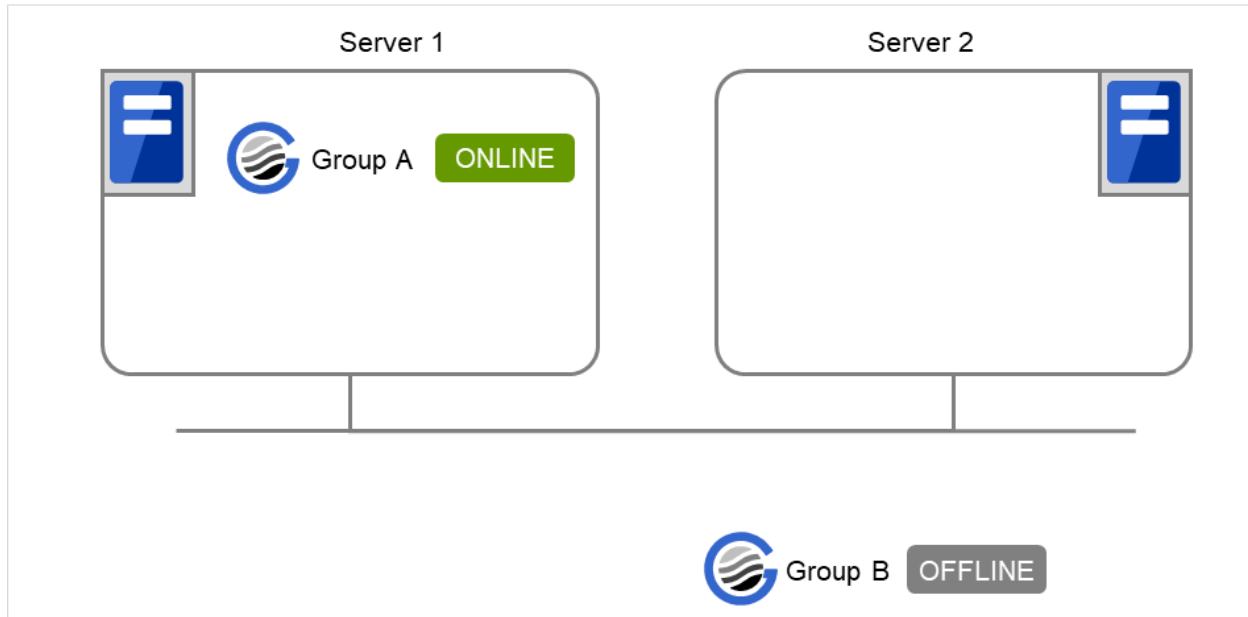 Server 1
Server 2
Group A
ONLINE
Group B
OFFLINE